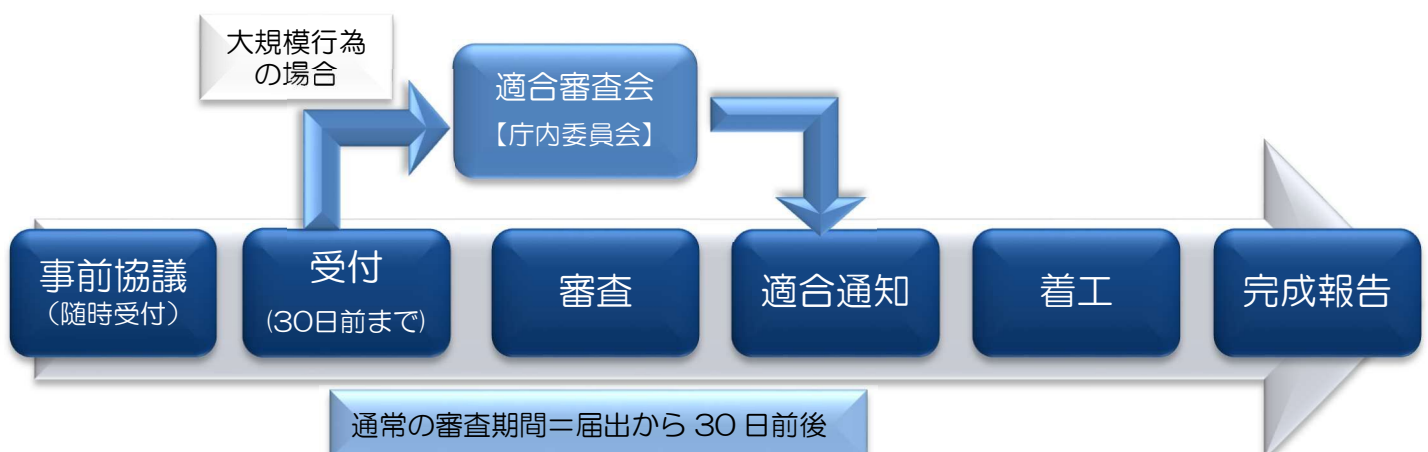 大規模行為
の場合
適合審査会
【庁内委員会】
事前協議
（随時受付）
受付
(30日前まで)
審査
適合通知
着工
完成報告
通常の審査期間＝届出から 30 日前後